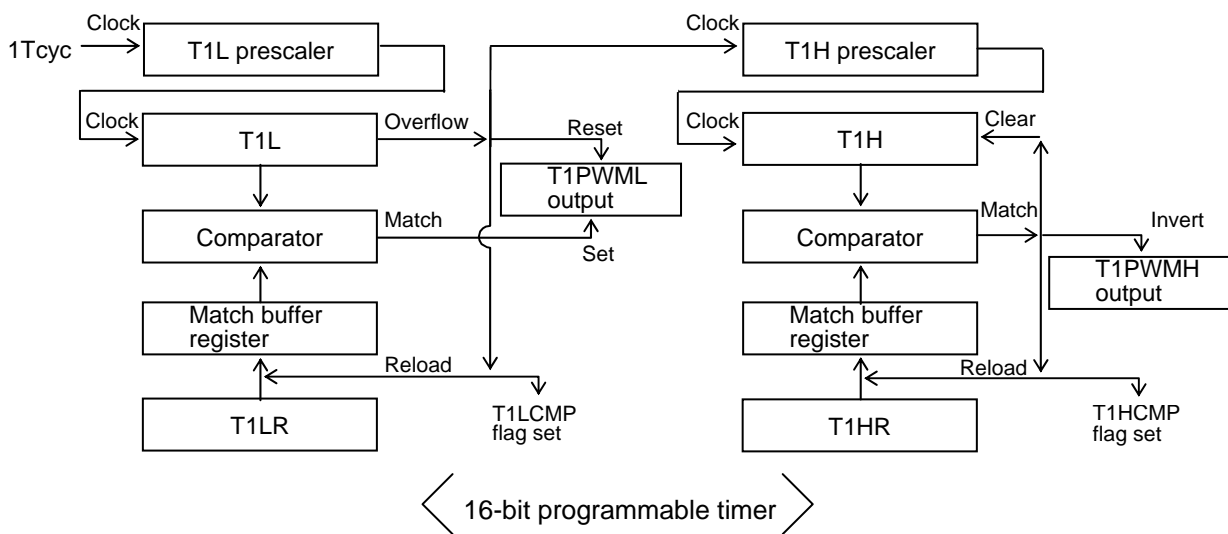 1Tcyc
Clock
T1L prescaler
Clock
T1L
Overflow
Reset
T1PWML
output
Comparator
Match
Set
Match buffer
register
Reload
T1LR
T1LCMP
flag set
Clock
T1H prescaler
Clock
T1H
Clear
Comparator
Match
Invert
T1PWMH
output
Match buffer
register
Reload
T1HR
T1HCMP
flag set
16-bit programmable timer